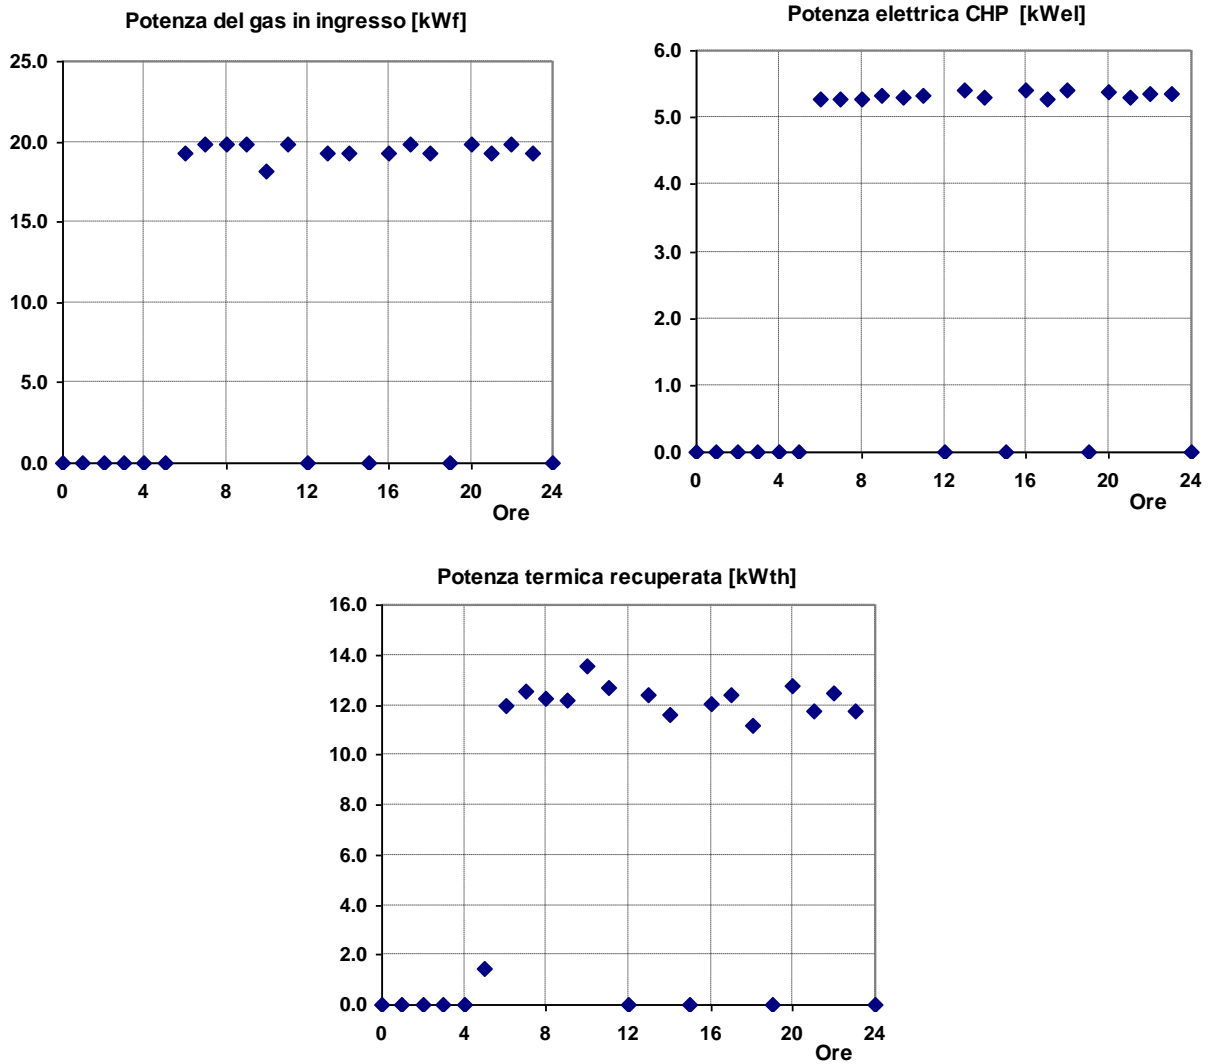 Potenza del gas in ingresso [kWf]
25.0
20.0
15.0
10.0
5.0
0.0
0 4 8 12 16 20 24
Ore
Potenza elettrica CHP [kWel]
6.0
5.0
4.0
3.0
2.0
1.0
0.0
0 4 8 12 16 20 24
Ore
Potenza termica recuperata [kWth]
16.0
14.0
12.0
10.0
8.0
6.0
4.0
2.0
0.0
0 4 8 12 16 20 24
Ore